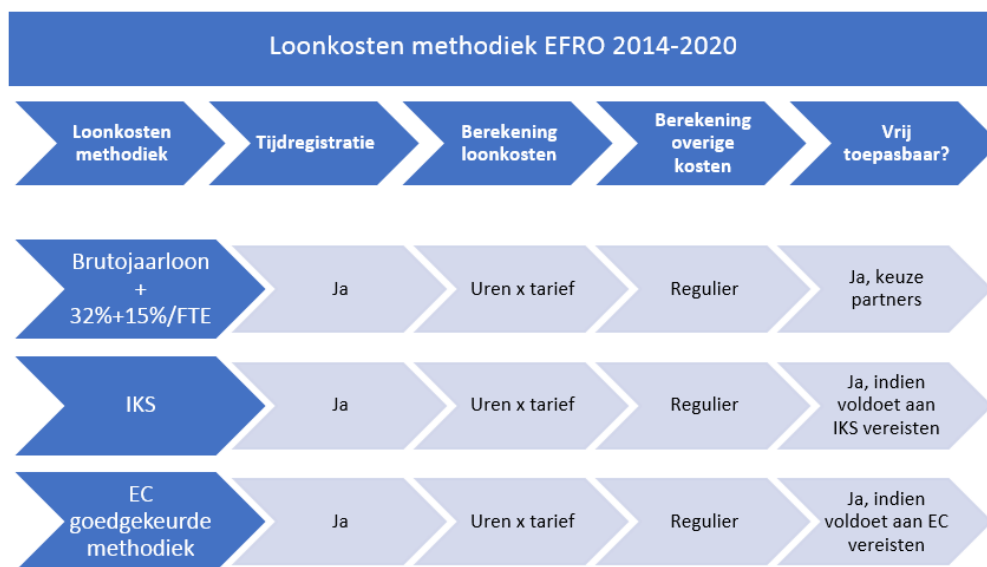 Loonkosten methodiek EFRO 2014-2020
Loonkosten
methodiek
Tijdregistratie
Berekening
loonkosten
Berekening
overige
kosten
Vrij
toepasbaar?
Brutojaarloon
+
32%+15%/FTE
Ja
Uren x tarief
Regulier
Ja, keuze
partners
IKS
Ja
Uren x tarief
Regulier
Ja, indien
voldoet aan
IKS vereisten
EC
goedgekeurde
methodiek
Ja
Uren x tarief
Regulier
Ja, indien
voldoet aan EC
vereisten